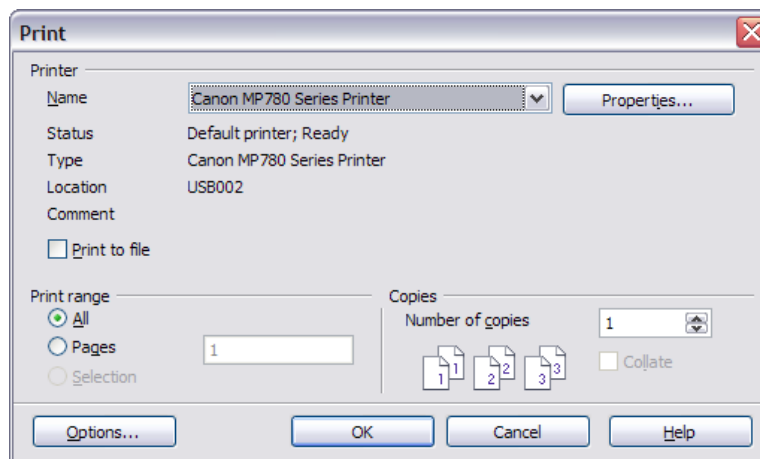 Print
Printer
Name Canon MP780 Series Printer Properties...
Status Default printer; Ready
Type Canon MP780 Series Printer
Location USB002
Comment
Print to file
Print range Copies
All Number of copies 1
Pages 1
1 1 2 2 3 3 Collate
Selection
Options... OK Cancel Help